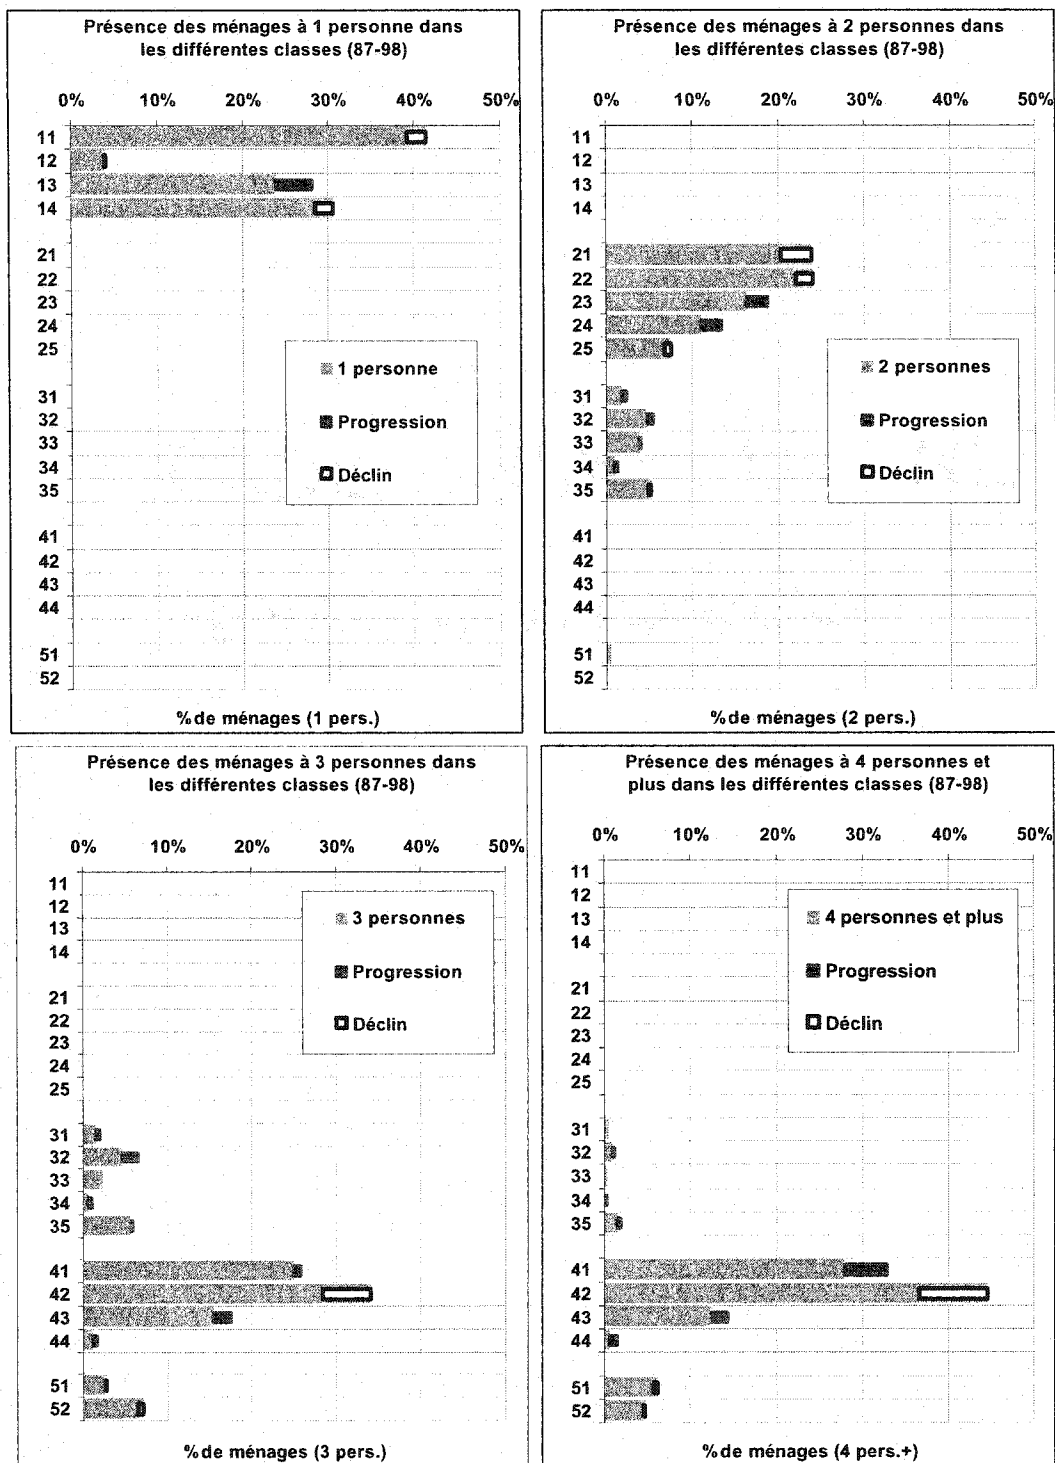 Présence des ménages à 1 personne dans
les différentes classes (87-98)
0% 10% 20% 30% 40% 50%
11
12
13
14
21
22
23
24
25
31
32
33
34
35
41
42
43
44
51
52
1 personne
Progression
Déclin
% de ménages (1 pers.)
Présence des ménages à 2 personnes dans
les différentes classes (87-98)
0% 10% 20% 30% 40% 50%
11
12
13
14
21
22
23
24
25
31
32
33
34
35
41
42
43
44
51
52
2 personnes
Progression
Déclin
% de ménages (2 pers.)
Présence des ménages à 3 personnes dans
les différentes classes (87-98)
0% 10% 20% 30% 40% 50%
11
12
13
14
21
22
23
24
25
31
32
33
34
35
41
42
43
44
51
52
3 personnes
Progression
Déclin
% de ménages (3 pers.)
Présence des ménages à 4 personnes et
plus dans les différentes classes (87-98)
0% 10% 20% 30% 40% 50%
11
12
13
14
21
22
23
24
25
31
32
33
34
35
41
42
43
44
51
52
4 personnes et plus
Progression
Déclin
% de ménages (4 pers.+)